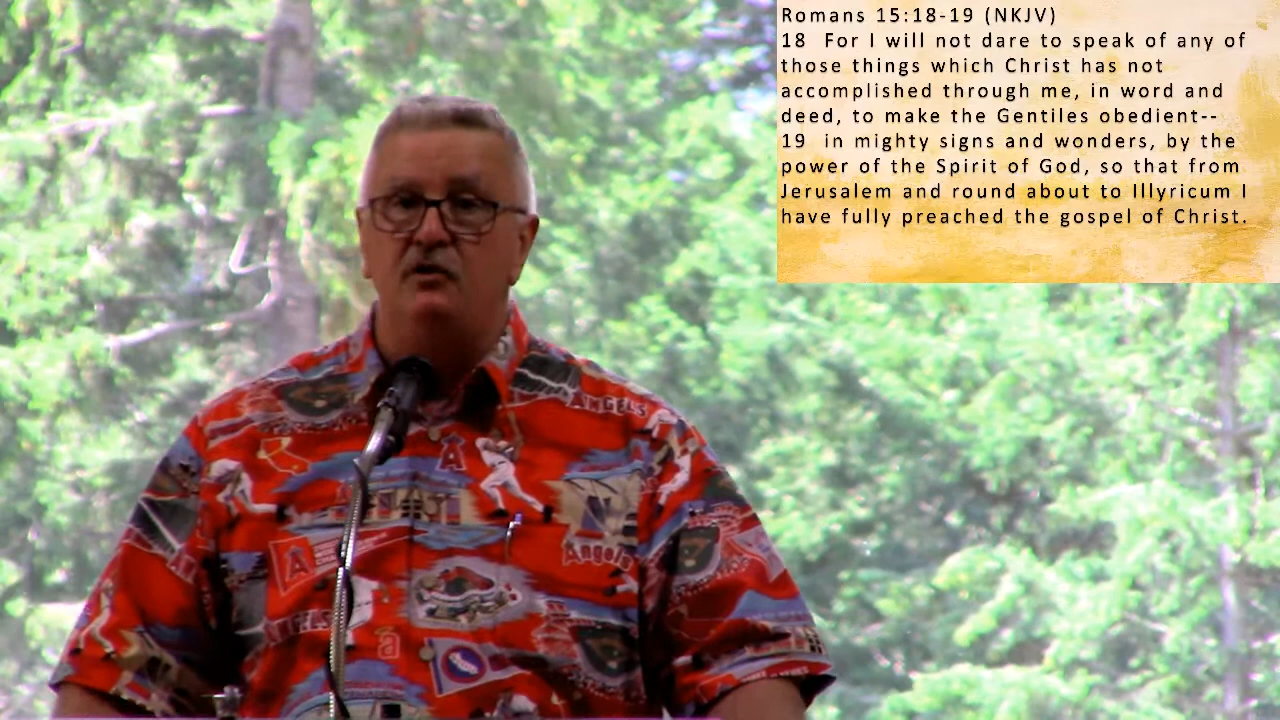 Romans 15:18-19 (NKJV)
18 For I will not dare to speak of any of
those things which Christ has not
accomplished through me, in word and
deed, to make the Gentiles obedient--
19 in mighty signs and wonders, by the
power of the Spirit of God, so that from
Jerusalem and round about to Illyricum I
have fully preached the gospel of Christ.
ANGELS
A
Angels
A
ANGELS
a